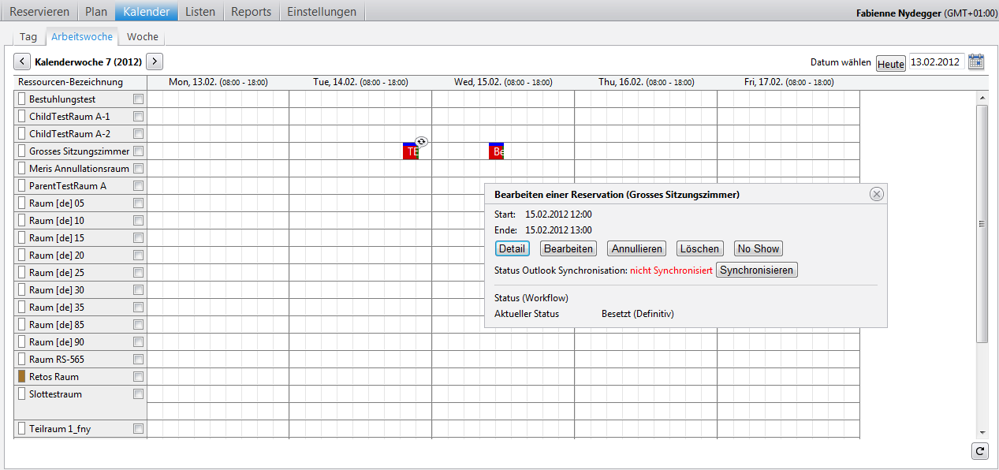 Reservieren Plan Kalender Listen Reports Einstellungen Fabienne Nydegger (GMT+01:00)
Tag Arbeitswoche Woche
Kalenderwoche 7 (2012) Datum wählen Heute 13.02.2012
Ressourcen-Bezeichnung Mon, 13.02. (08:00 - 18:00) Tue, 14.02. (08:00 - 18:00) Wed, 15.02. (08:00 - 18:00) Thu, 16.02. (08:00 - 18:00) Fri, 17.02. (08:00 - 18:00)
Bestuhlungstest
ChildTestRaum A-1
ChildTestRaum A-2
Grosses Sitzungszimmer TE Be
Meris Annullationsraum
ParentTestRaum A
Raum [de] 05
Raum [de] 10
Raum [de] 15
Raum [de] 20
Raum [de] 25
Raum [de] 30
Raum [de] 35
Raum [de] 85
Raum [de] 90
Raum RS-565
Retos Raum
Slottestraum
Teilraum 1_fny
Bearbeiten einer Reservation (Grosses Sitzungszimmer)
Start: 15.02.2012 12:00
Ende: 15.02.2012 13:00
Detail Bearbeiten Annullieren Löschen No Show
Status Outlook Synchronisation: nicht Synchronisiert Synchronisieren
Status (Workflow)
Aktueller Status Besetzt (Definitiv)